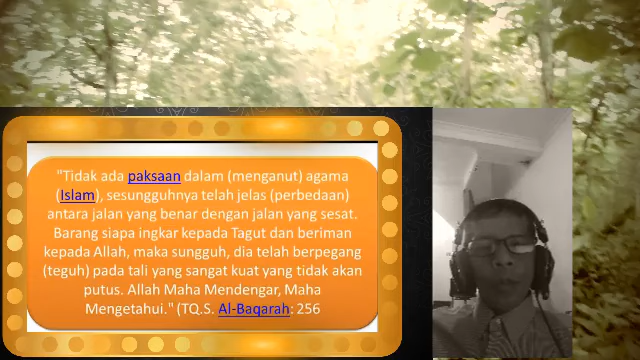 "Tidak ada paksaan dalam (menganut) agama
(Islam), sesungguhnya telah jelas (perbedaan)
antara jalan yang benar dengan jalan yang sesat.
Barang siapa ingkar kepada Tagut dan beriman
kepada Allah, maka sungguh, dia telah berpegang
(teguh) pada tali yang sangat kuat yang tidak akan
putus. Allah Maha Mendengar, Maha
Mengetahui." (TQ.S. Al-Baqarah: 256